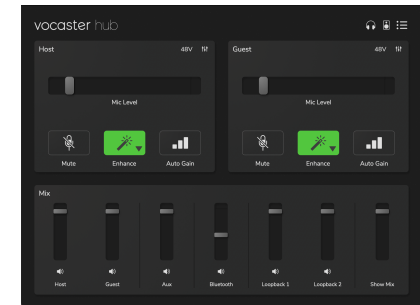 vocaster hub
Host 48V
Guest 48V
Mic Level
Mic Level
Mute Enhance Auto Gain
Mute Enhance Auto Gain
Mix
Host Guest Aux Bluetooth Loopback 1 Loopback 2 Show Mix